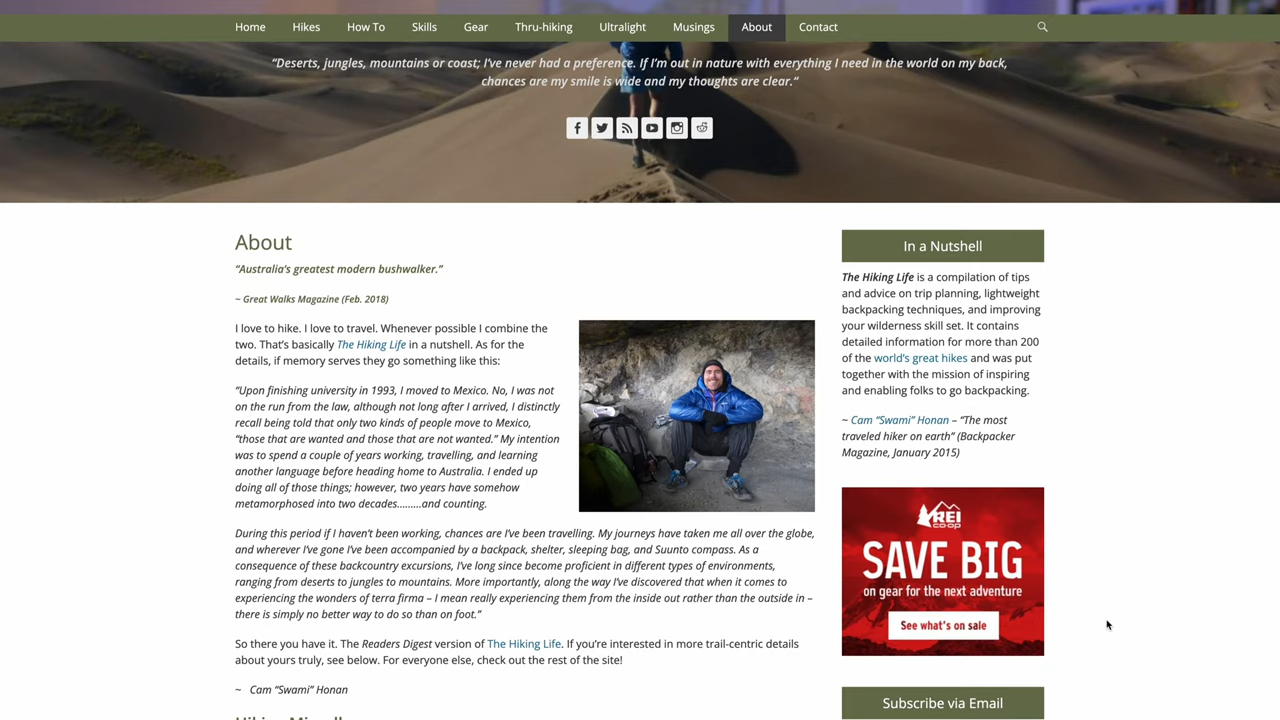 Home Hikes How To Skills Gear Thru-hiking Ultralight Musings About Contact
“Deserts, jungles, mountains or coast; I’ve never had a preference. If I’m out in nature with everything I need in the world on my back,
chances are my smile is wide and my thoughts are clear.“
About
“Australia’s greatest modern bushwalker.”
~ Great Walks Magazine (Feb. 2018)
I love to hike. I love to travel. Whenever possible I combine the
two. That’s basically The Hiking Life in a nutshell. As for the
details, if memory serves they go something like this:
“Upon finishing university in 1993, I moved to Mexico. No, I was not
on the run from the law, although not long after I arrived, I distinctly
recall being told that only two kinds of people move to Mexico,
“those that are wanted and those that are not wanted.” My intention
was to spend a couple of years working, travelling, and learning
another language before heading home to Australia. I ended up
doing all of those things; however, two years have somehow
metamorphosed into two decades………and counting.
During this period if I haven’t been working, chances are I’ve been travelling. My journeys have taken me all over the globe,
and wherever I’ve gone I’ve been accompanied by a backpack, shelter, sleeping bag, and Suunto compass. As a
consequence of these backcountry excursions, I’ve long since become proficient in different types of environments,
ranging from deserts to jungles to mountains. More importantly, along the way I’ve discovered that when it comes to
experiencing the wonders of terra firma – I mean really experiencing them from the inside out rather than the outside in –
there is simply no better way to do so than on foot.”
So there you have it. The Readers Digest version of The Hiking Life. If you’re interested in more trail-centric details
about yours truly, see below. For everyone else, check out the rest of the site!
~ Cam “Swami” Honan
In a Nutshell
The Hiking Life is a compilation of tips
and advice on trip planning, lightweight
backpacking techniques, and improving
your wilderness skill set. It contains
detailed information for more than 200
of the world’s great hikes and was put
together with the mission of inspiring
and enabling folks to go backpacking.
~ Cam “Swami” Honan – “The most
traveled hiker on earth” (Backpacker
Magazine, January 2015)
REI
co-op
SAVE BIG
on gear for the next adventure
See what’s on sale
Subscribe via Email